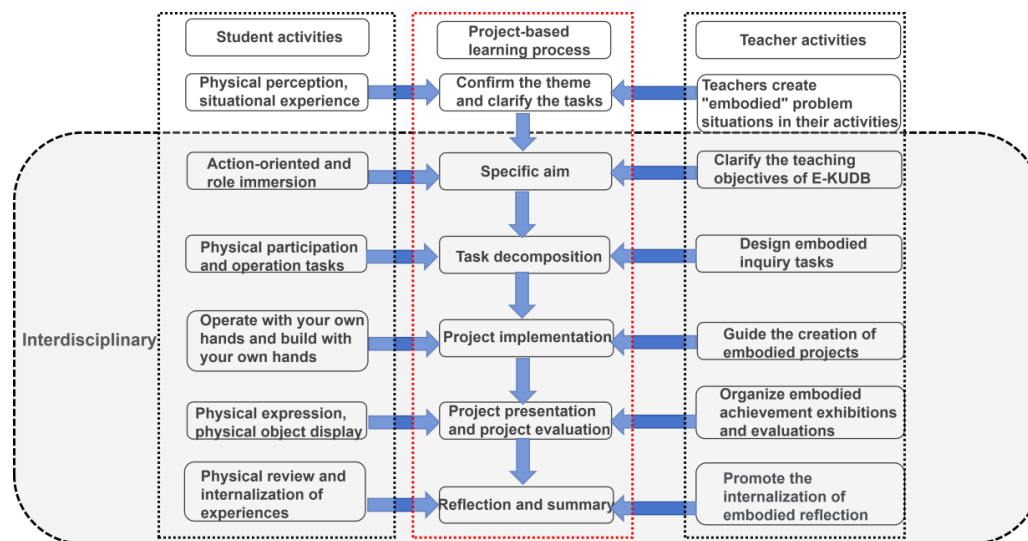 Student activities
Project-based
learning process
Teacher activities
Physical perception,
situational experience
Confirm the theme
and clarify the tasks
Teachers create
"embodied" problem
situations in their activities
Action-oriented and
role immersion
Specific aim
Clarify the teaching
objectives of E-KUDB
Physical participation
and operation tasks
Task decomposition
Design embodied
inquiry tasks
Interdisciplinary
Operate with your own
hands and build with
your own hands
Project implementation
Guide the creation of
embodied projects
Physical expression,
physical object display
Project presentation
and project evaluation
Organize embodied
achievement exhibitions
and evaluations
Physical review and
internalization of
experiences
Reflection and summary
Promote the
internalization of
embodied reflection